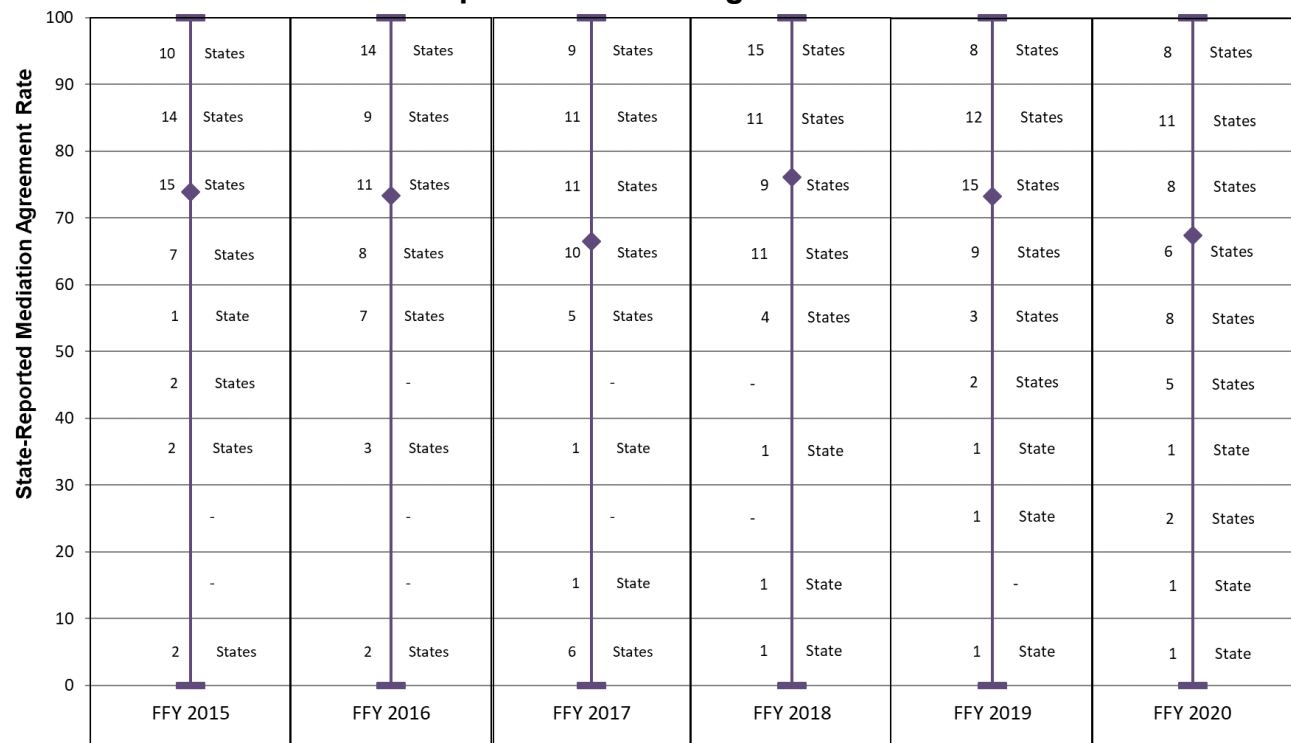 100
10 States 14 States 9 States 15 States 8 States 8 States
90
14 States 9 States 11 States 11 States 12 States 11 States
80
15 States 11 States 11 States 9 States 15 States 8 States
70
7 States 8 States 10 States 11 States 9 States 6 States
60
1 State 7 States 5 States 4 States 3 States 8 States
50
2 States - - - 2 States 5 States
40
2 States 3 States 1 State 1 State 1 State 1 State
30
- - - - 1 State 2 States
20
- - 1 State 1 State - 1 State
10
2 States 2 States 6 States 1 State 1 State 1 State
0
FFY 2015 FFY 2016 FFY 2017 FFY 2018 FFY 2019 FFY 2020
State-Reported Mediation Agreement Rate